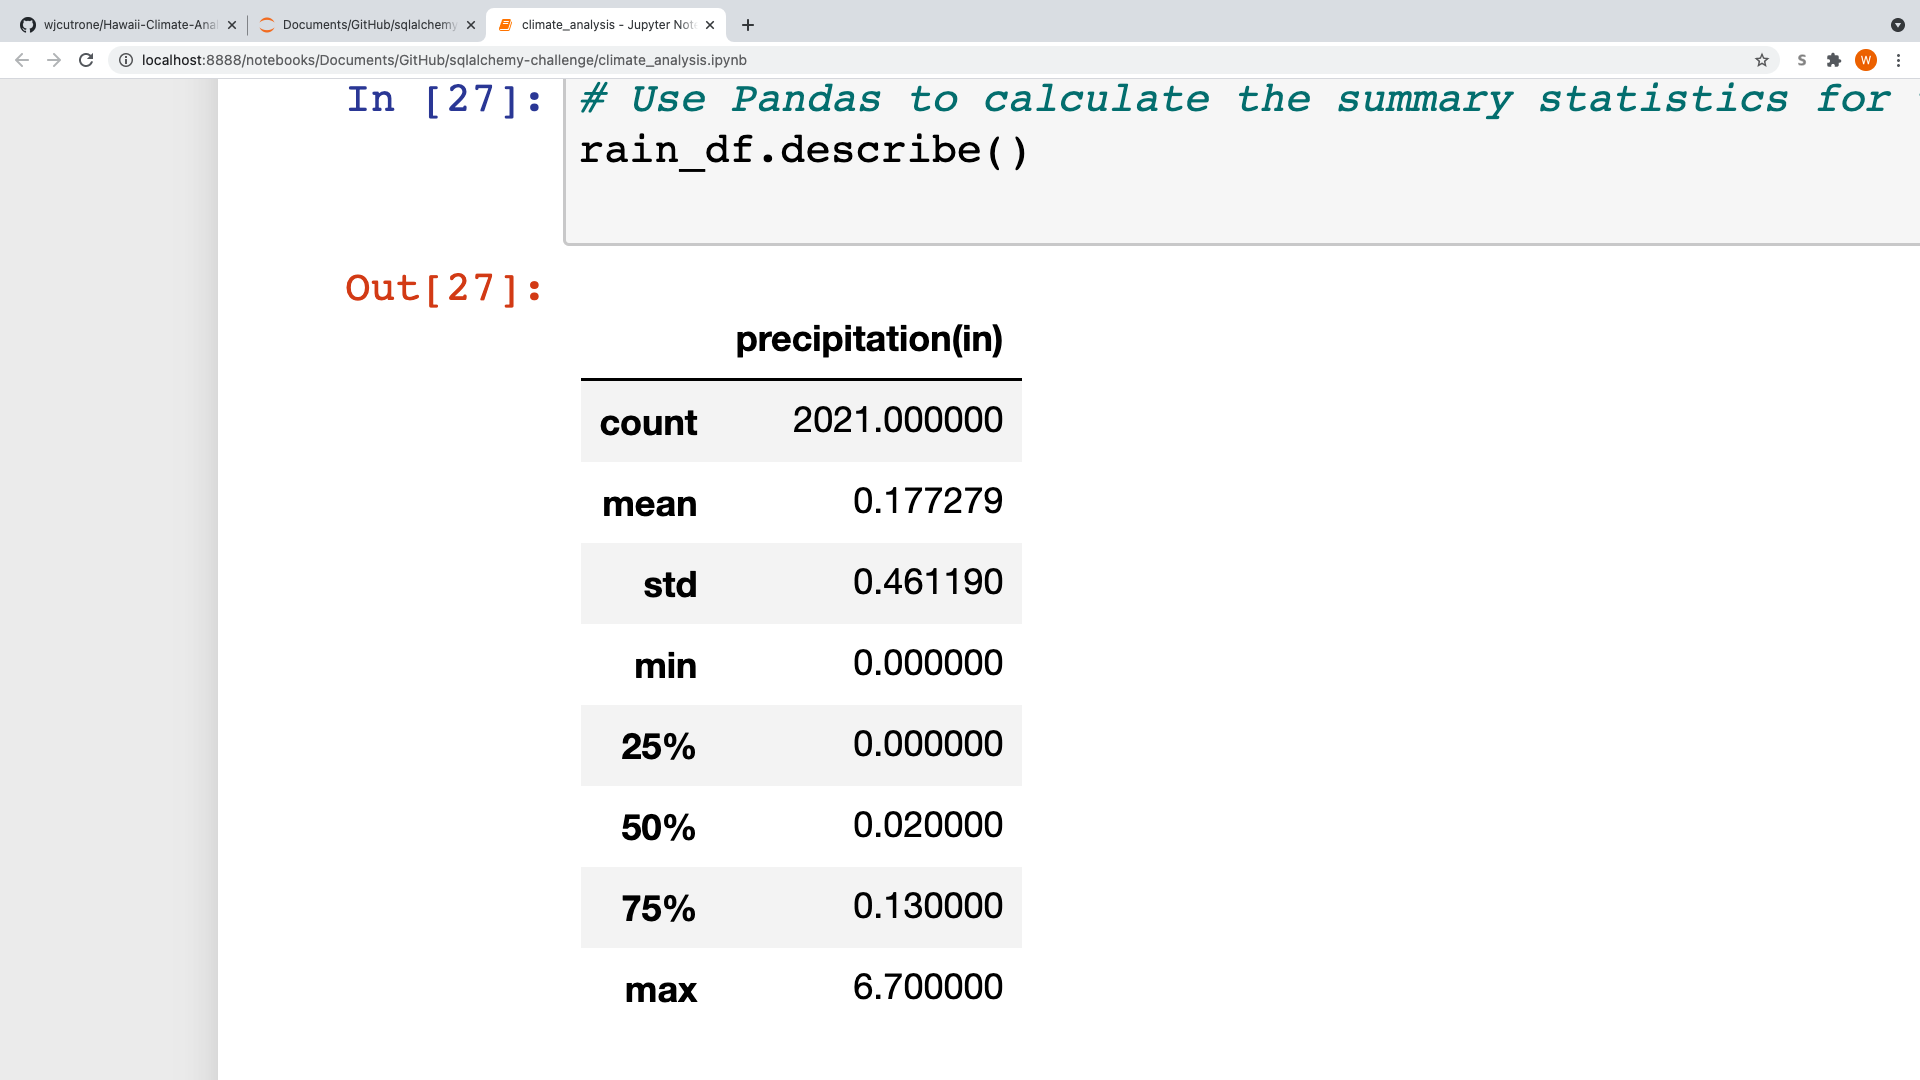 wjcutrone/Hawaii-Climate-Ana
Documents/GitHub/sqlalchemy
climate_analysis - Jupyter Not
localhost:8888/notebooks/Documents/GitHub/sqlalchemy-challenge/climate_analysis.ipynb
S
W
In [27]:
# Use Pandas to calculate the summary statistics for
rain_df.describe()
Out[27]:
precipitation(in)
count 2021.000000
mean 0.177279
std 0.461190
min 0.000000
25% 0.000000
50% 0.020000
75% 0.130000
max 6.700000